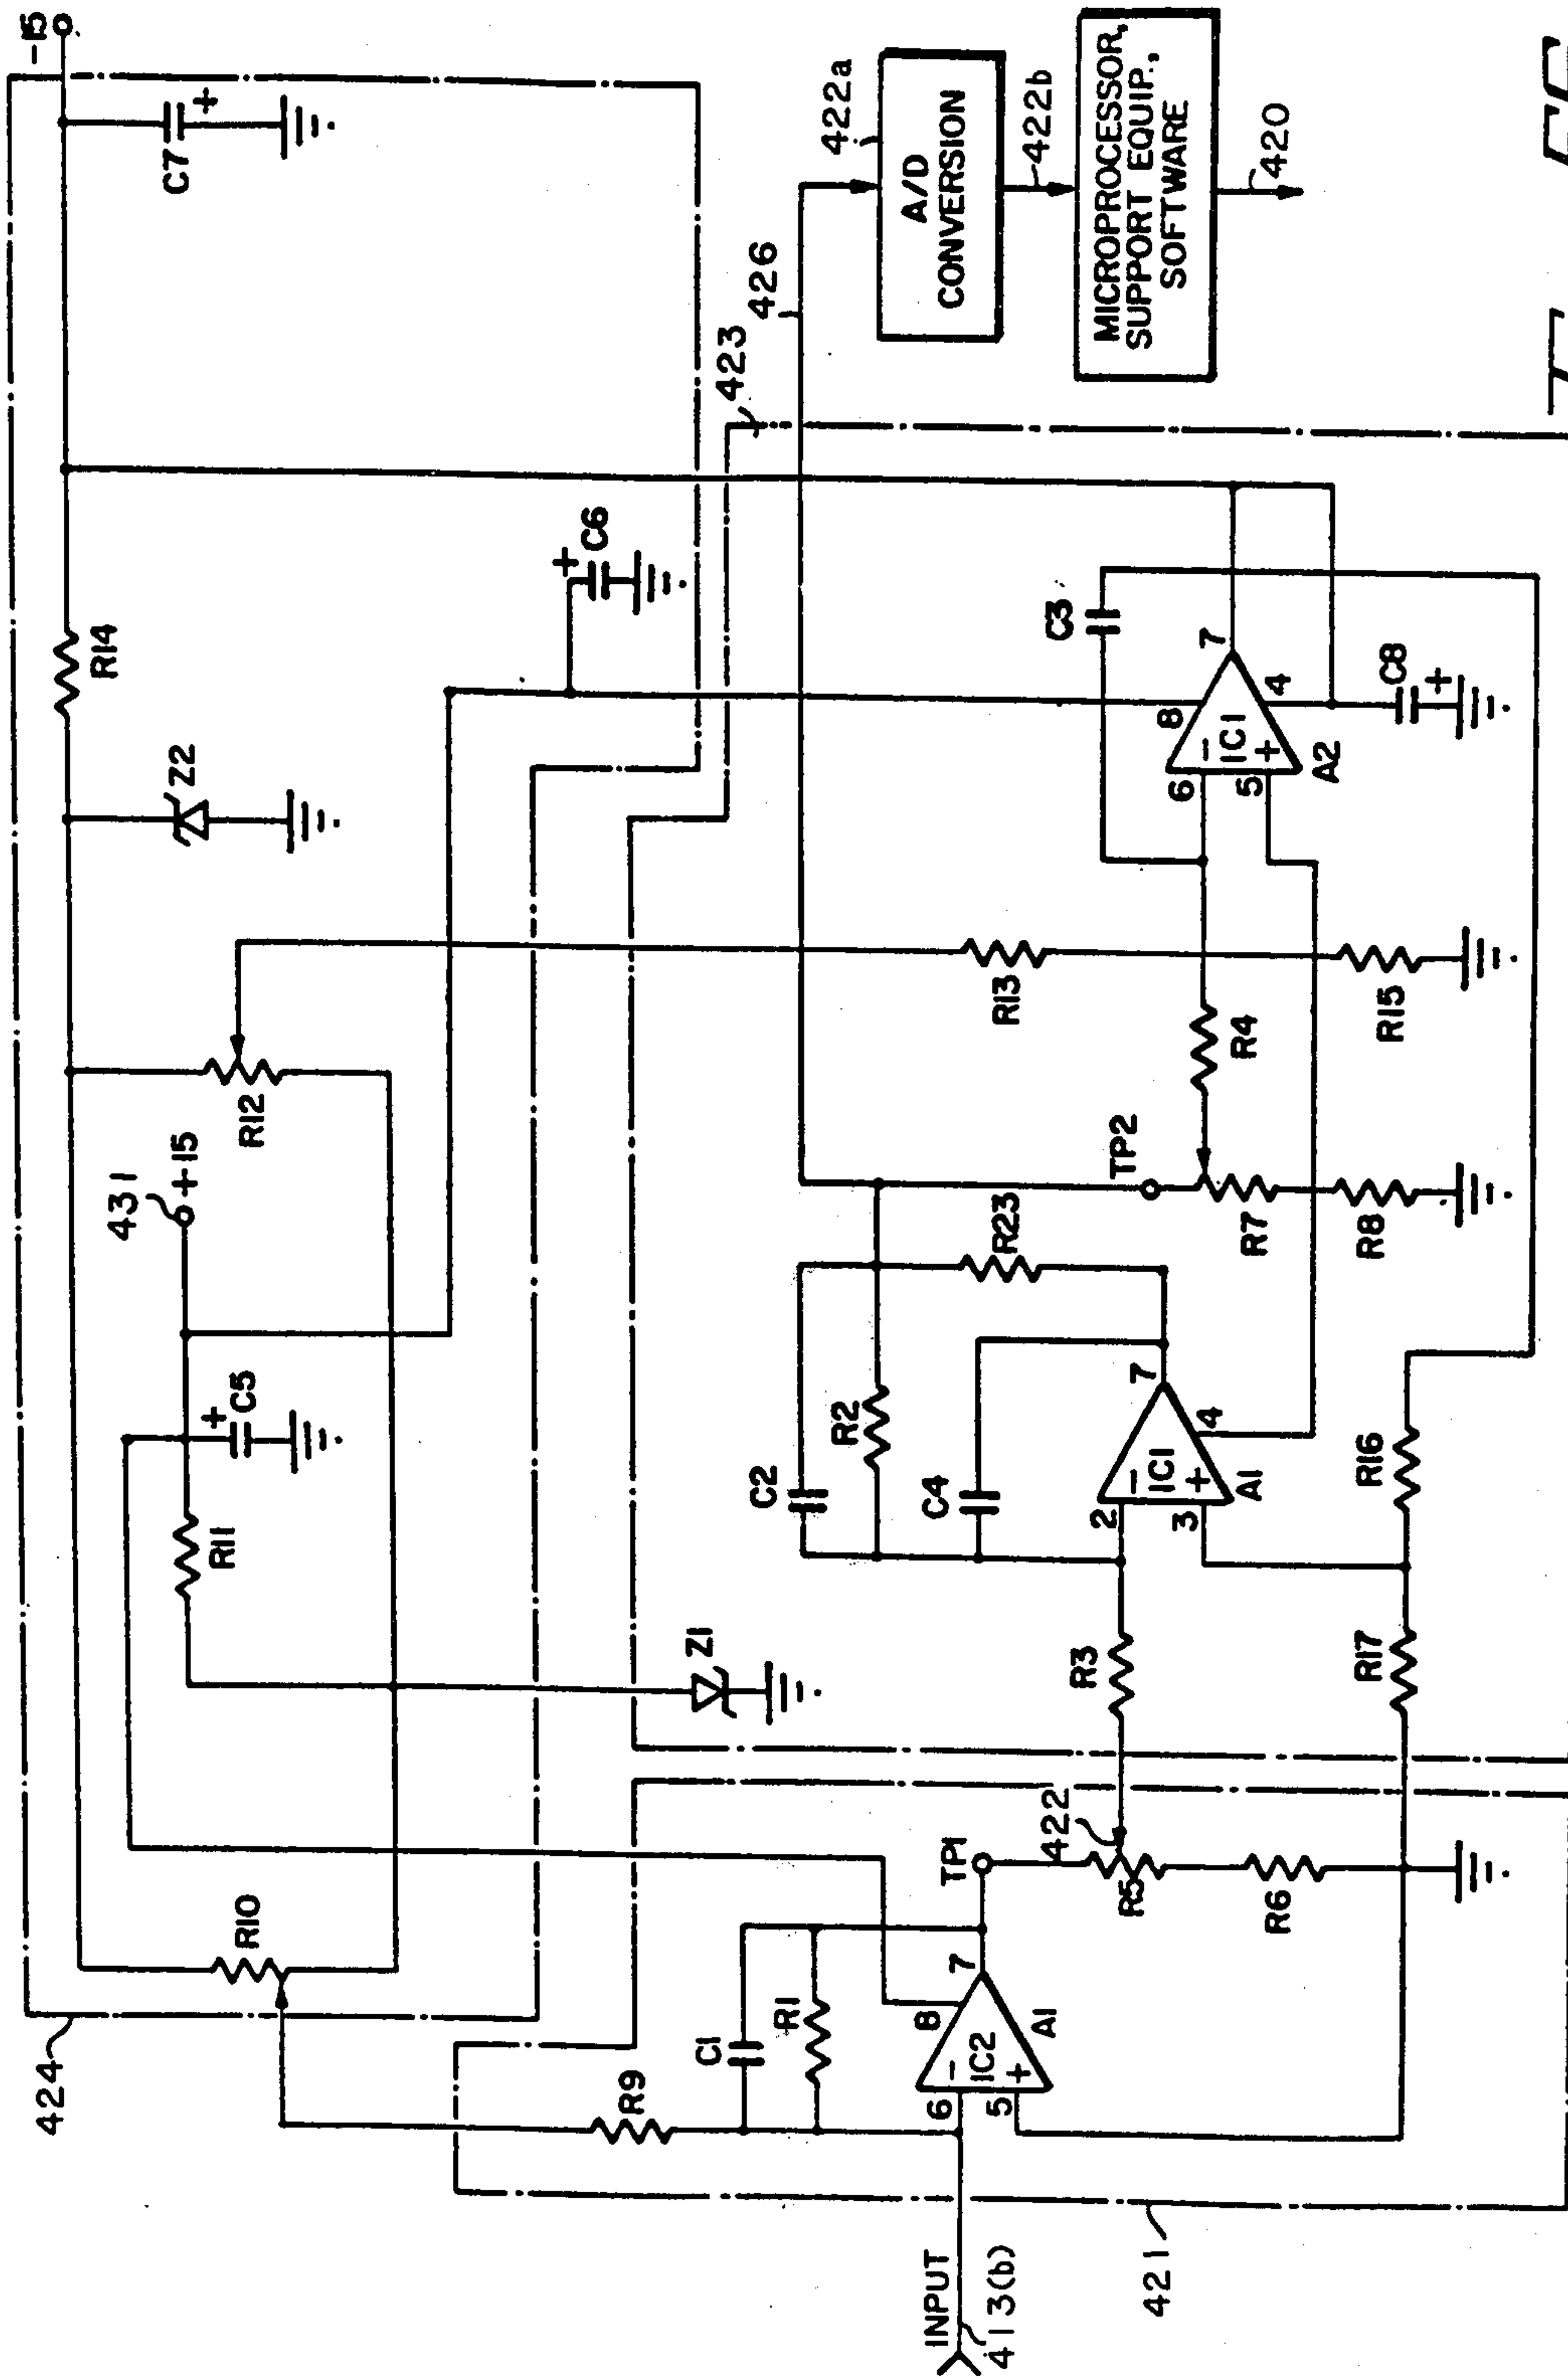 -15
C7
+
R14
Z2
C6
+
431
+15
R12
C5
+
R11
R10
424
Z1
423
426
422a
A/D
CONVERSION
422b
MICROPROCESSOR,
SUPPORT EQUIP.,
SOFTWARE
420
R9
C1
R1
8
6
-
IC2
7
5
+
A1
TP1
422
R5
R6
INPUT
413(b)
421
C2
R2
C4
R23
R3
2
-
IC1
7
3
+
4
A1
R17
R16
TP2
R7
R8
R4
R13
R15
C3
8
6
-
IC1
7
5
+
4
A2
C8
+